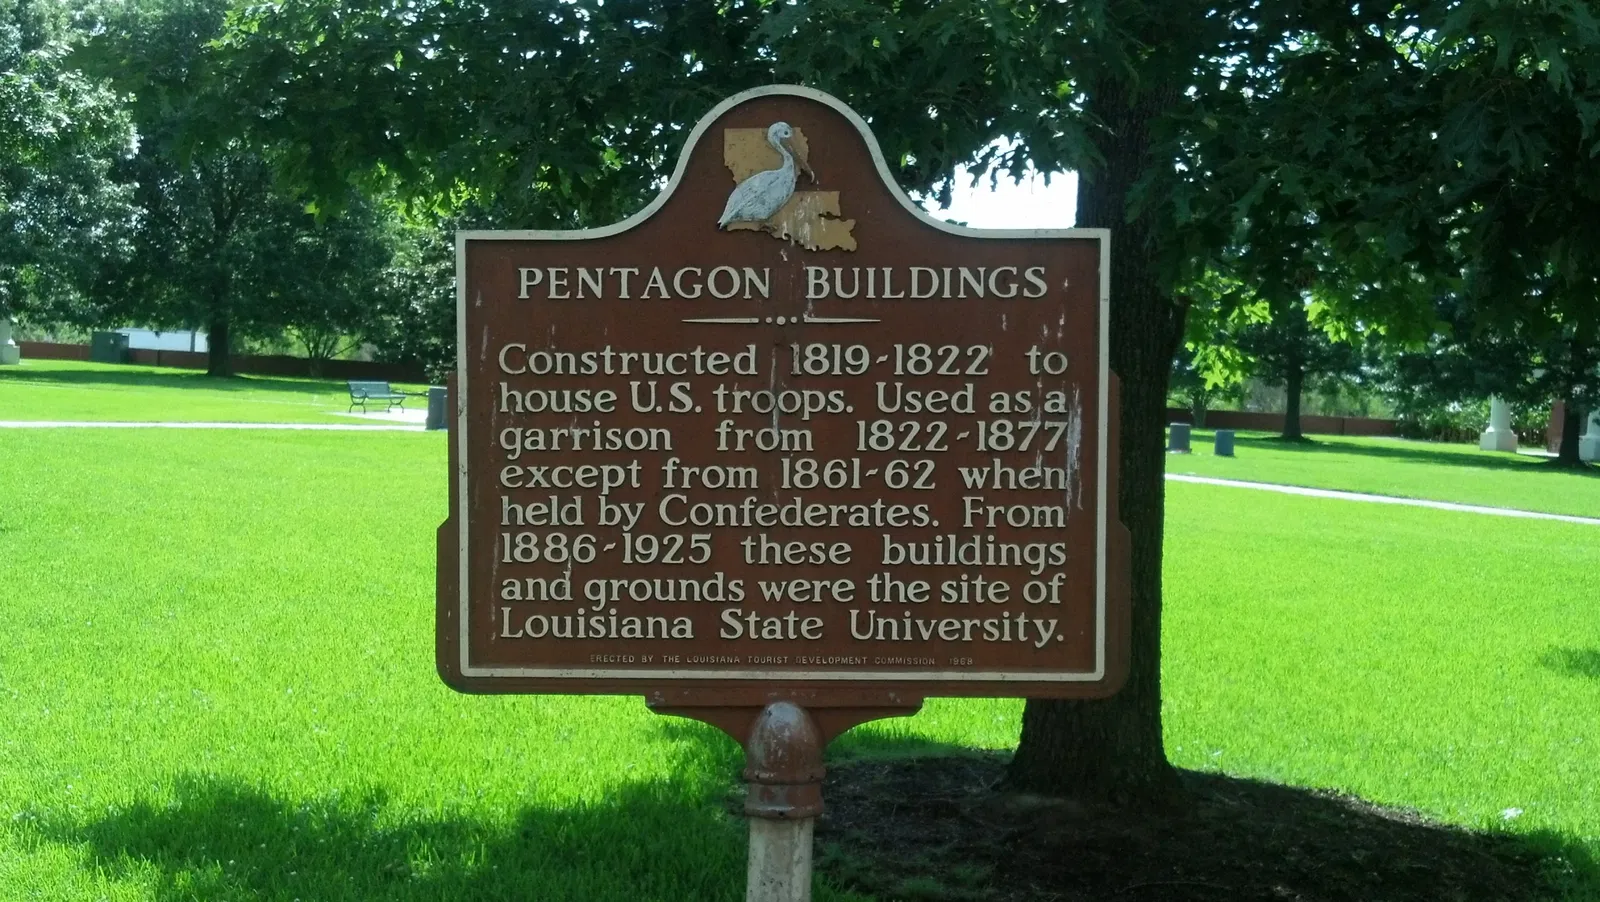 PENTAGON BUILDINGS
Constructed 1819-1822 to
house U.S. troops. Used as a
garrison from 1822-1877
except from 1861-62 when
held by Confederates. From
1886-1925 these buildings
and grounds were the site of
Louisiana State University.
ERECTED BY THE LOUISIANA TOURIST DEVELOPMENT COMMISSION 1968